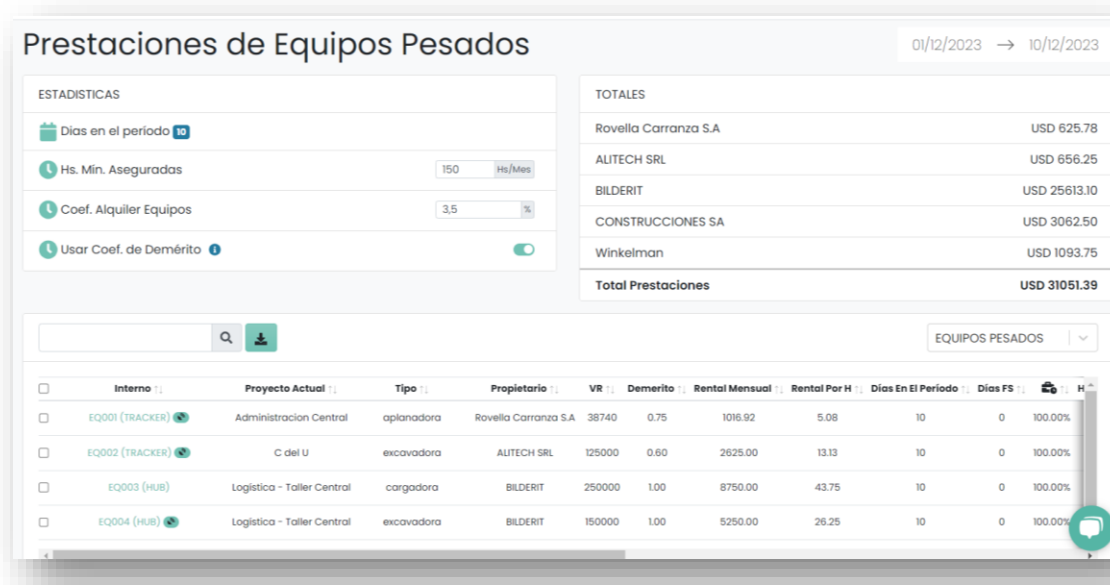 Prestaciones de Equipos Pesados
01/12/2023 → 10/12/2023
ESTADISTICAS
Dias en el periodo 10
Hs. Min. Aseguradas 150 Hs/Mes
Coef. Alquiler Equipos 3,5 %
Usar Coef. de Demérito
TOTALES
Rovella Carranza S.A USD 625.78
ALITECH SRL USD 656.25
BILDERIT USD 25613.10
CONSTRUCCIONES SA USD 3062.50
Winkelman USD 1093.75
Total Prestaciones USD 31051.39
EQUIPOS PESADOS
Interno Proyecto Actual Tipo Propietario VR Demerito Rental Mensual Rental Por H Dias En El Periodo Dias FS H
EQ001 (TRACKER) Administracion Central aplanadora Rovella Carranza S.A 38740 0.75 1016.92 5.08 10 0 100.00%
EQ002 (TRACKER) C del U excavadora ALITECH SRL 125000 0.60 2625.00 13.13 10 0 100.00%
EQ003 (HUB) Logistica - Taller Central cargadora BILDERIT 250000 1.00 8750.00 43.75 10 0 100.00%
EQ004 (HUB) Logistica - Taller Central excavadora BILDERIT 150000 1.00 5250.00 26.25 10 0 100.00%